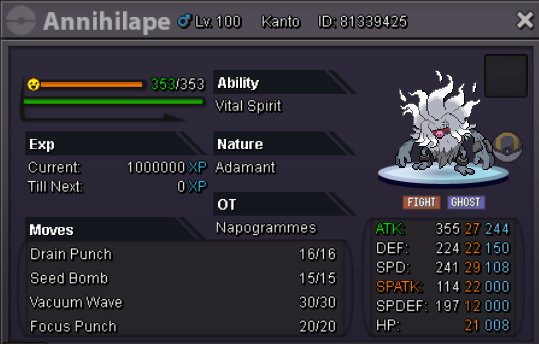 Annihilape ♂ Lv. 100 Kanto ID: 81339425
353/353
Ability
Vital Spirit
Exp
Current: 1000000 XP
Till Next: 0 XP
Nature
Adamant
OT
Napogrammes
Moves
Drain Punch 16/16
Seed Bomb 15/15
Vacuum Wave 30/30
Focus Punch 20/20
FIGHT GHOST
ATK: 355 27 244
DEF: 224 22 150
SPD: 241 29 108
SPATK: 114 22 000
SPDEF: 197 12 000
HP: 21 008